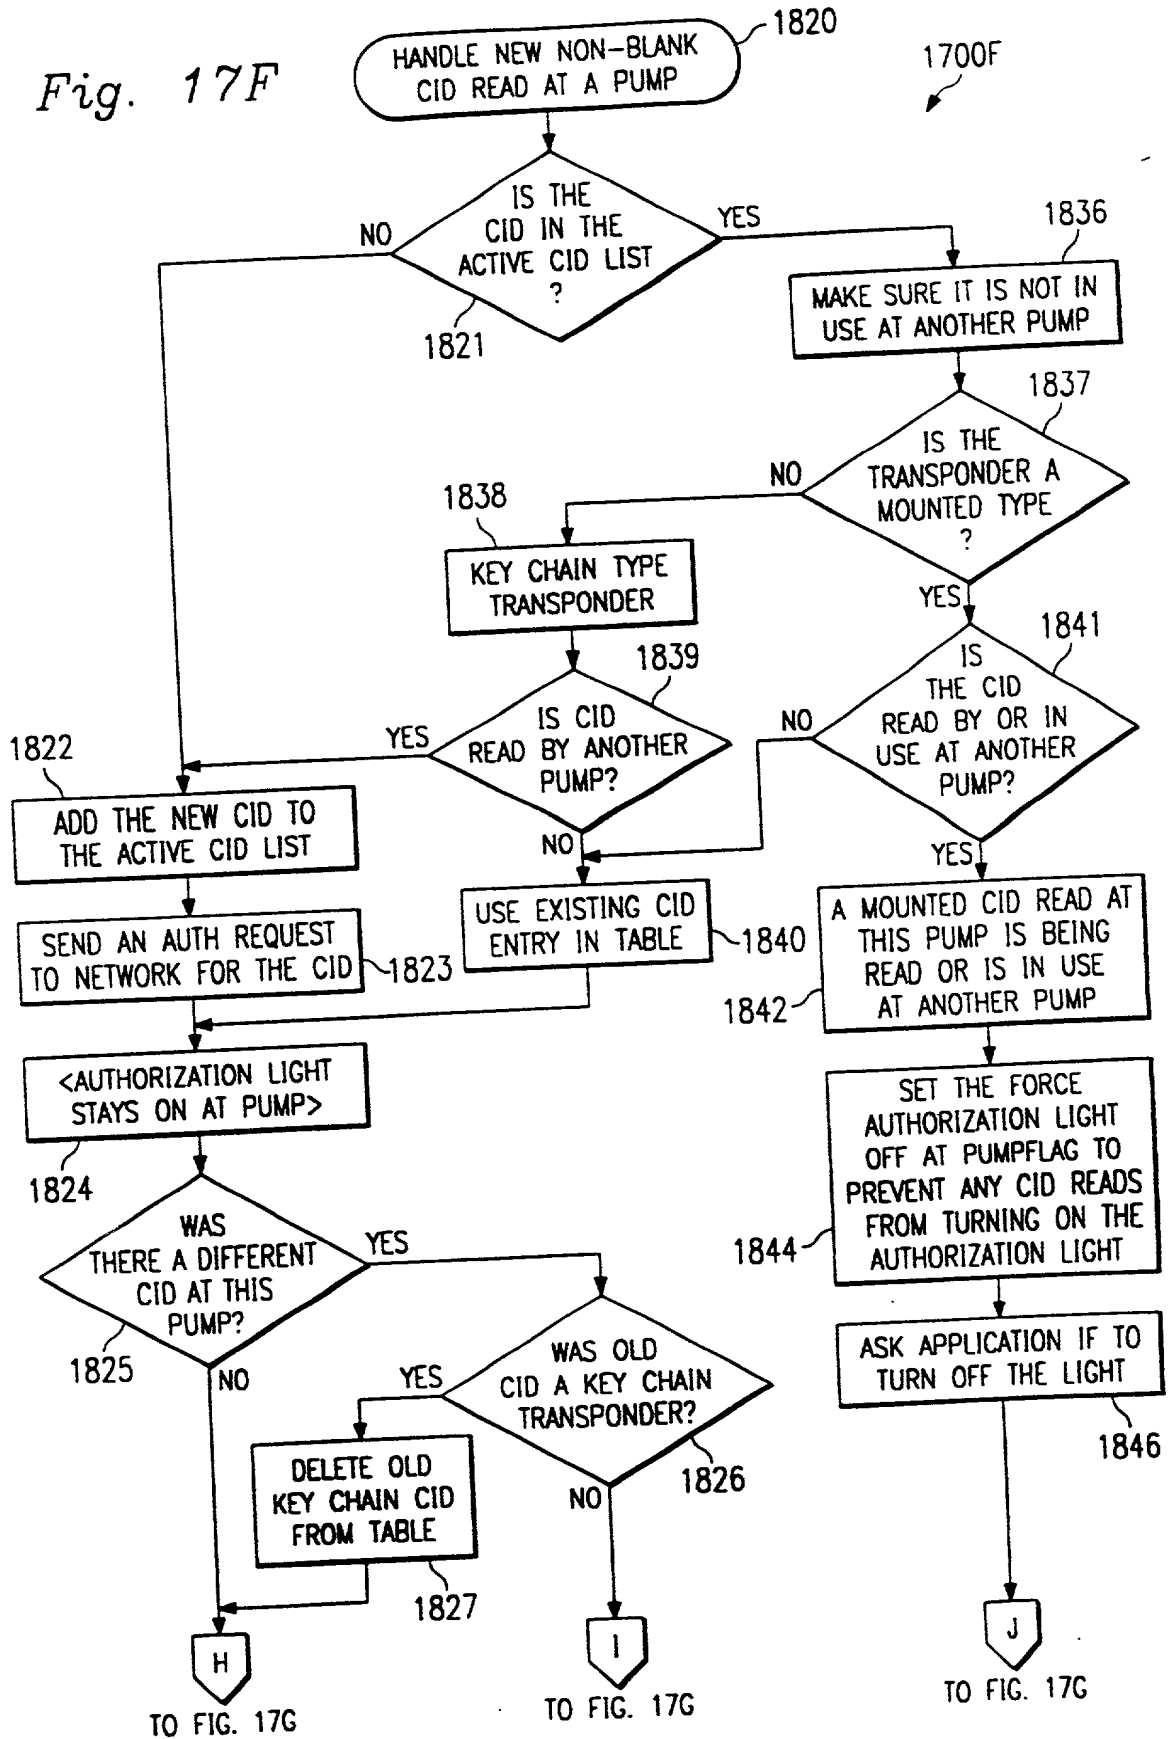 Fig. 17F
HANDLE NEW NON-BLANK
CID READ AT A PUMP
1820
1700F
IS THE
CID IN THE
ACTIVE CID LIST
?
1821
NO
YES
1836
MAKE SURE IT IS NOT IN
USE AT ANOTHER PUMP
1837
IS THE
TRANSPONDER A
MOUNTED TYPE
?
NO
YES
1838
KEY CHAIN TYPE
TRANSPONDER
1839
IS CID
READ BY ANOTHER
PUMP?
YES
NO
1841
IS
THE CID
READ BY OR IN
USE AT ANOTHER
PUMP?
NO
YES
1822
ADD THE NEW CID TO
THE ACTIVE CID LIST
SEND AN AUTH REQUEST
TO NETWORK FOR THE CID
1823
USE EXISTING CID
ENTRY IN TABLE
1840
A MOUNTED CID READ AT
THIS PUMP IS BEING
READ OR IS IN USE
AT ANOTHER PUMP
1842
<AUTHORIZATION LIGHT
STAYS ON AT PUMP>
1824
SET THE FORCE
AUTHORIZATION LIGHT
OFF AT PUMPFLAG TO
PREVENT ANY CID READS
FROM TURNING ON THE
AUTHORIZATION LIGHT
1844
WAS
THERE A DIFFERENT
CID AT THIS
PUMP?
1825
YES
NO
WAS OLD
CID A KEY CHAIN
TRANSPONDER?
1826
YES
NO
ASK APPLICATION IF TO
TURN OFF THE LIGHT
1846
DELETE OLD
KEY CHAIN CID
FROM TABLE
1827
H
TO FIG. 17G
I
TO FIG. 17G
J
TO FIG. 17G